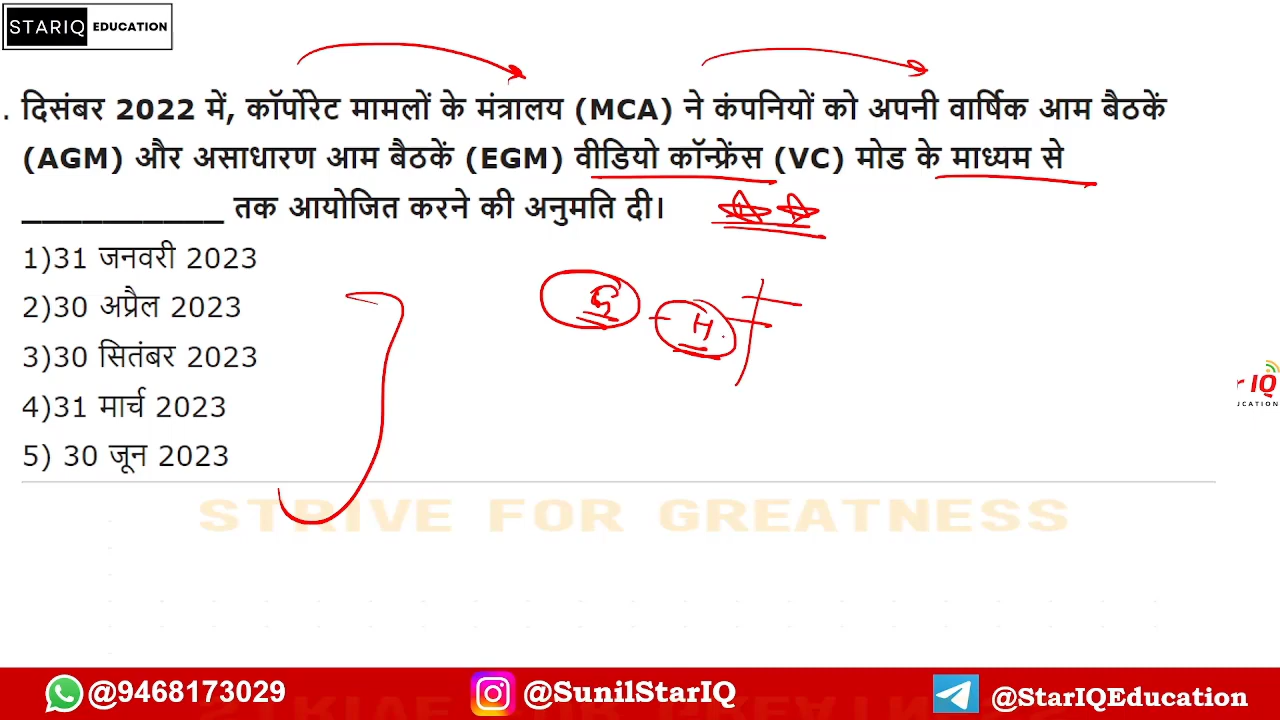 STARIQ EDUCATION
. दिसंबर 2022 में, कॉर्पोरेट मामलों के मंत्रालय (MCA) ने कंपनियों को अपनी वार्षिक आम बैठकें
(AGM) और असाधारण आम बैठकें (EGM) वीडियो कॉन्फ्रेंस (VC) मोड के माध्यम से
____________ तक आयोजित करने की अनुमति दी।
1)31 जनवरी 2023
2)30 अप्रैल 2023
3)30 सितंबर 2023
4)31 मार्च 2023
5) 30 जून 2023
H
r IQ
UCATION
STRIVE FOR GREATNESS
@9468173029 @SunilStarIQ @StarIQEducation